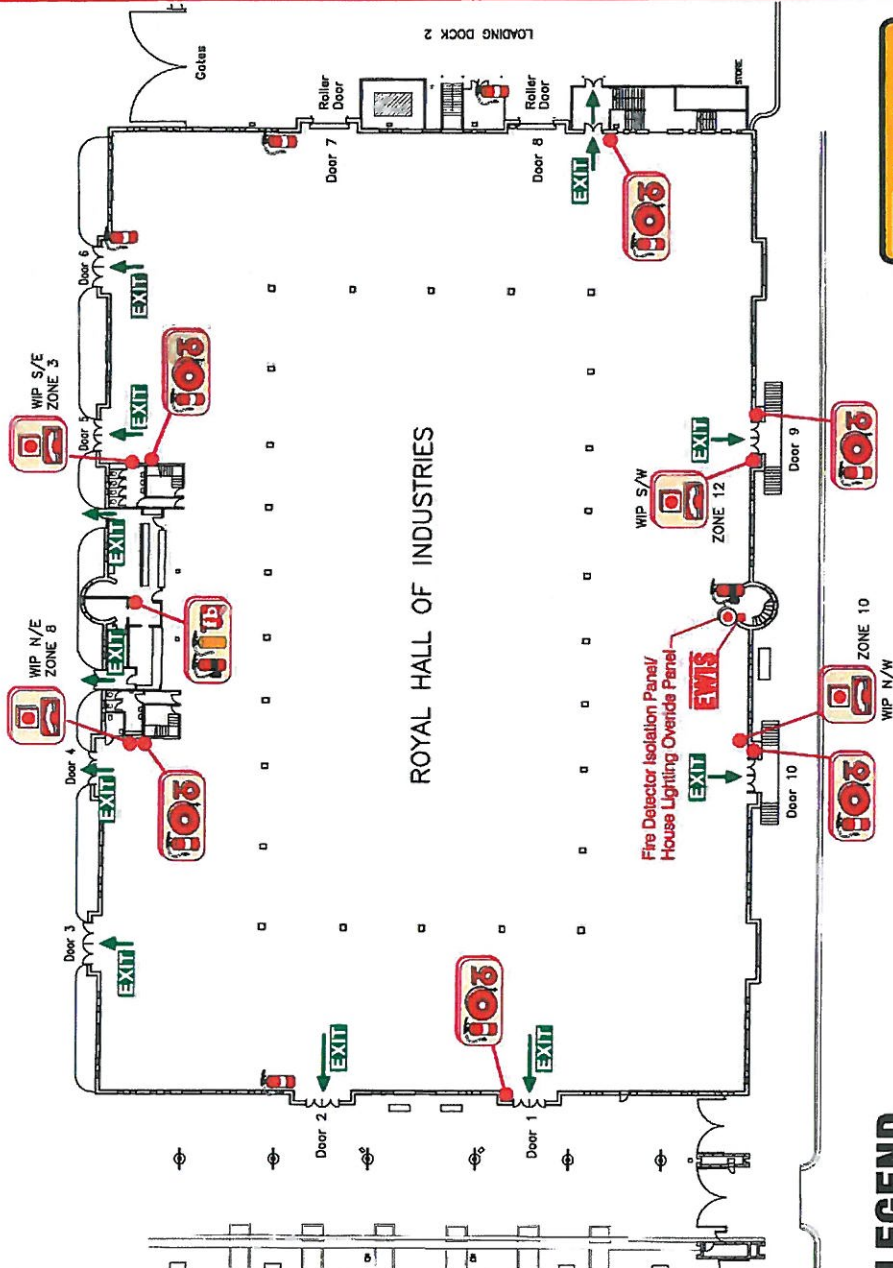 LOADING DOCK 2
Gates
Roller
Door
Door 7
Roller
Door
Door 8
STORE
EXIT
Door 6
EXIT
WIP S/E
ZONE 3
Door 5
EXIT
EXIT
WIP N/E
ZONE 8
EXIT
Door 4
EXIT
Door 3
EXIT
1b
ROYAL HALL OF INDUSTRIES
WIP S/W
ZONE 12
EXIT
Door 9
Fire Detector Isolation Panel/
House Lighting Overide Panel
EWIS
ZONE 10
WIP N/W
EXIT
Door 10
Door 2
EXIT
Door 1
EXIT
LEGEND